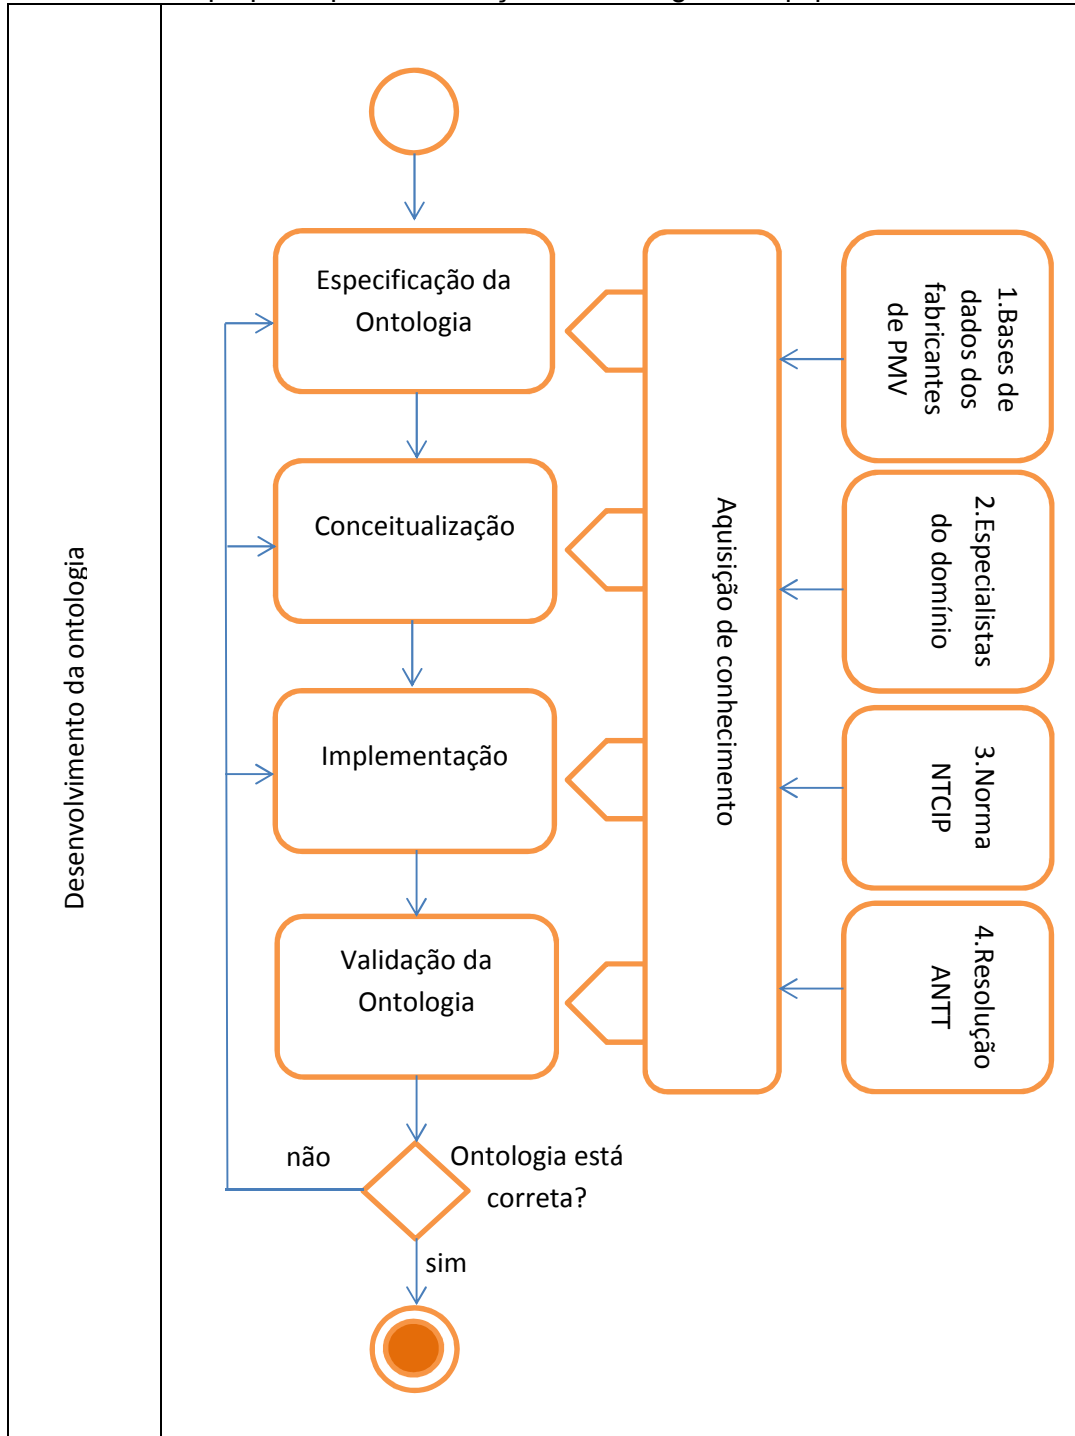 Desenvolvimento da ontologia
Especificação da
Ontologia
Conceitualização
Implementação
Validação da
Ontologia
não
Ontologia está
correta?
sim
Aquisição de conhecimento
1.Bases de
dados dos
fabricantes
de PMV
2.Especialistas
do domínio
3.Norma
NTCIP
4.Resolução
ANTT